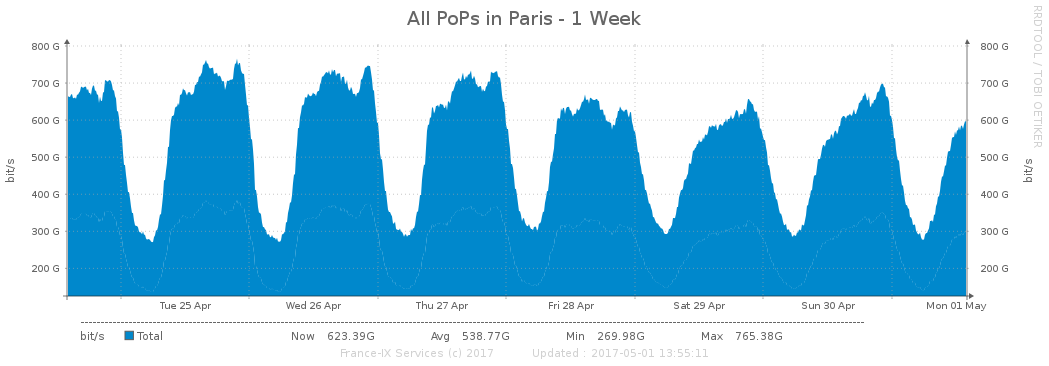 All PoPs in Paris - 1 Week
RRDTOOL / TOBI OETIKER
bit/s
800 G 800 G
700 G 700 G
600 G 600 G
500 G 500 G
400 G 400 G
300 G 300 G
200 G 200 G
bit/s
Tue 25 Apr Wed 26 Apr Thu 27 Apr Fri 28 Apr Sat 29 Apr Sun 30 Apr Mon 01 May
bit/s Total Now 623.39G Avg 538.77G Min 269.98G Max 765.38G
France-IX Services (c) 2017 Updated : 2017-05-01 13:55:11